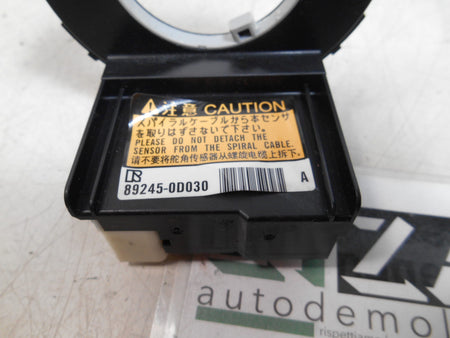 注意 CAUTION
スパイラルケーブルから本センサ
を取りはずさないで下さい。
PLEASE DO NOT DETACH THE
SENSOR FROM THE SPIRAL CABLE.
请不要将舵角传感器从螺旋电缆上拆下.
89245-0D030 A
autodemol
rispettiam